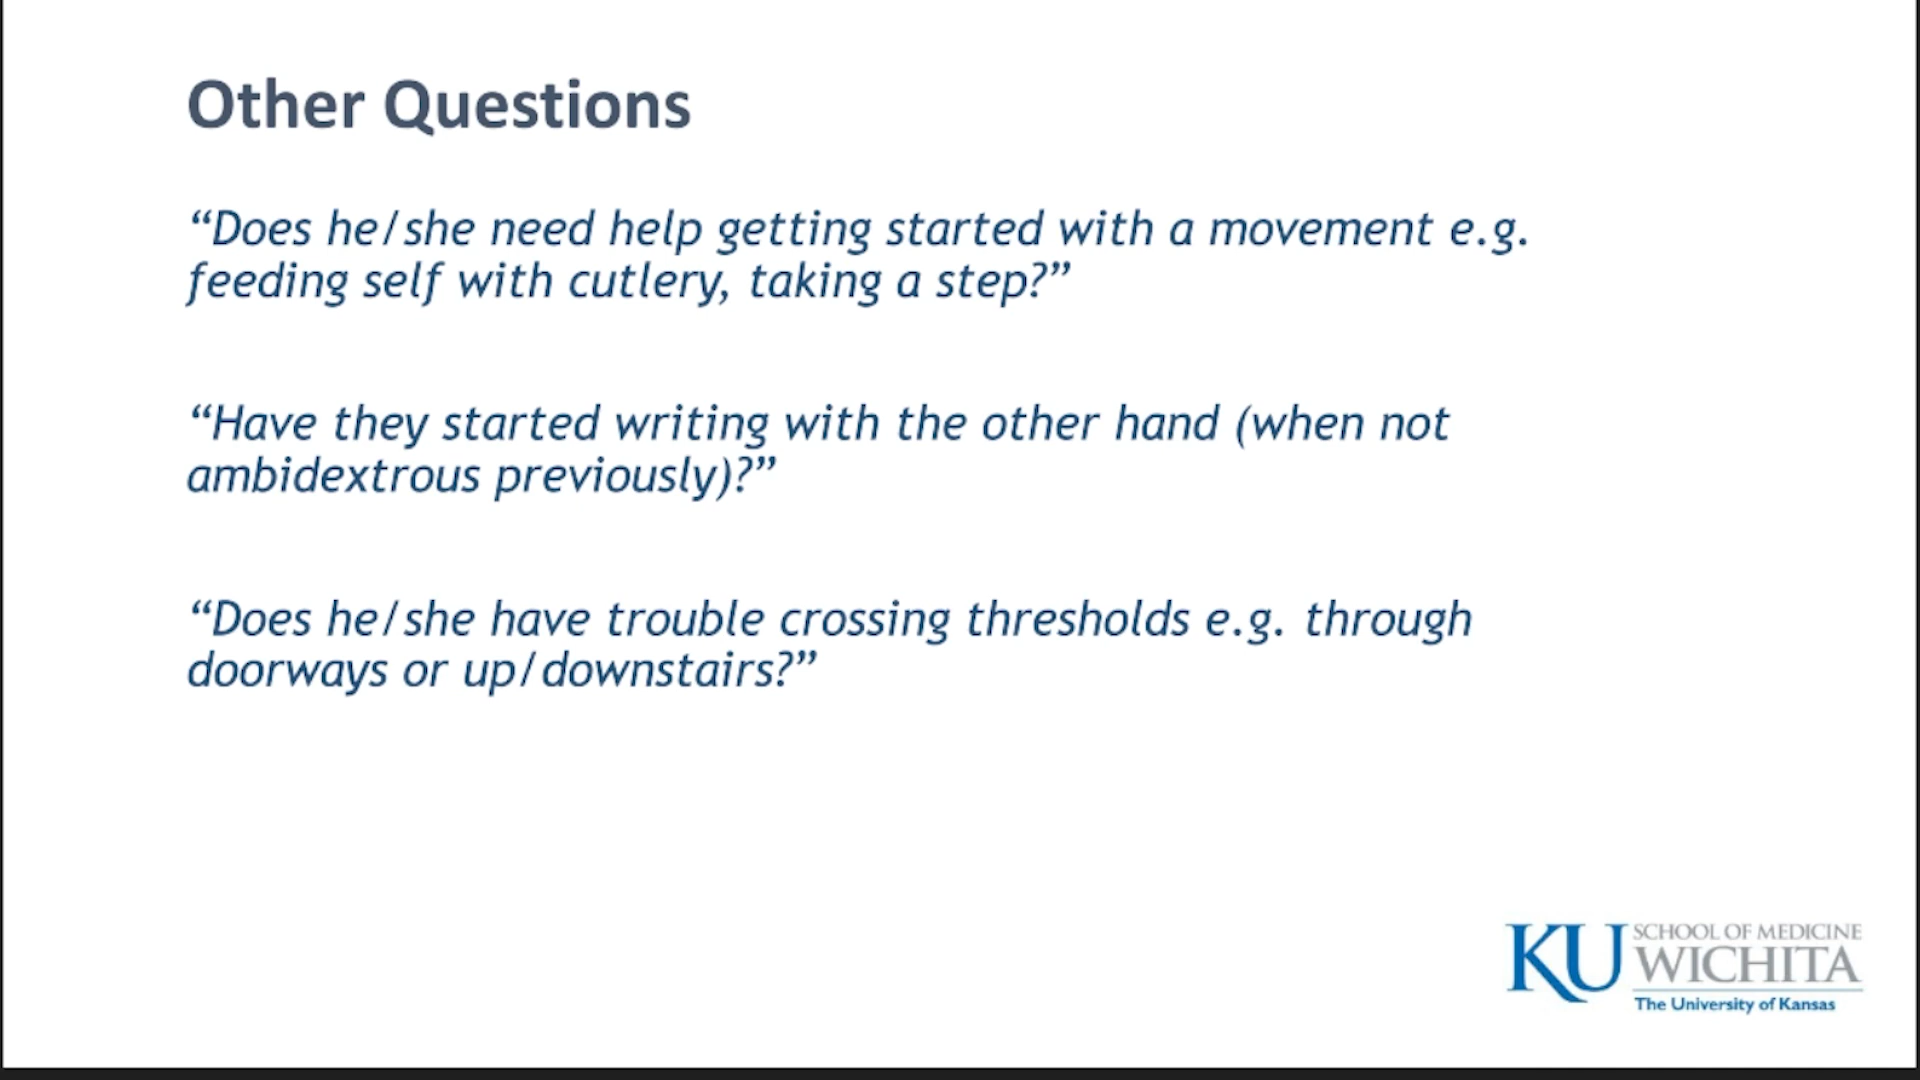 Other Questions
“Does he/she need help getting started with a movement e.g.
feeding self with cutlery, taking a step?”
“Have they started writing with the other hand (when not
ambidextrous previously)?”
“Does he/she have trouble crossing thresholds e.g. through
doorways or up/downstairs?”
KU SCHOOL OF MEDICINE
WICHITA
The University of Kansas